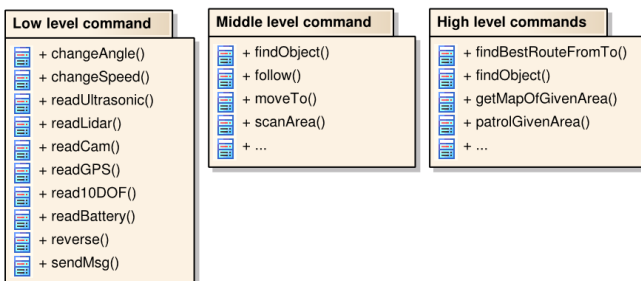 Low level command
+ changeAngle()
+ changeSpeed()
+ readUltrasonic()
+ readLidar()
+ readCam()
+ readGPS()
+ read10DOF()
+ readBattery()
+ reverse()
+ sendMsg()
Middle level command
+ findObject()
+ follow()
+ moveTo()
+ scanArea()
+ ...
High level commands
+ findBestRouteFromTo()
+ findObject()
+ getMapOfGivenArea()
+ patrolGivenArea()
+ ...